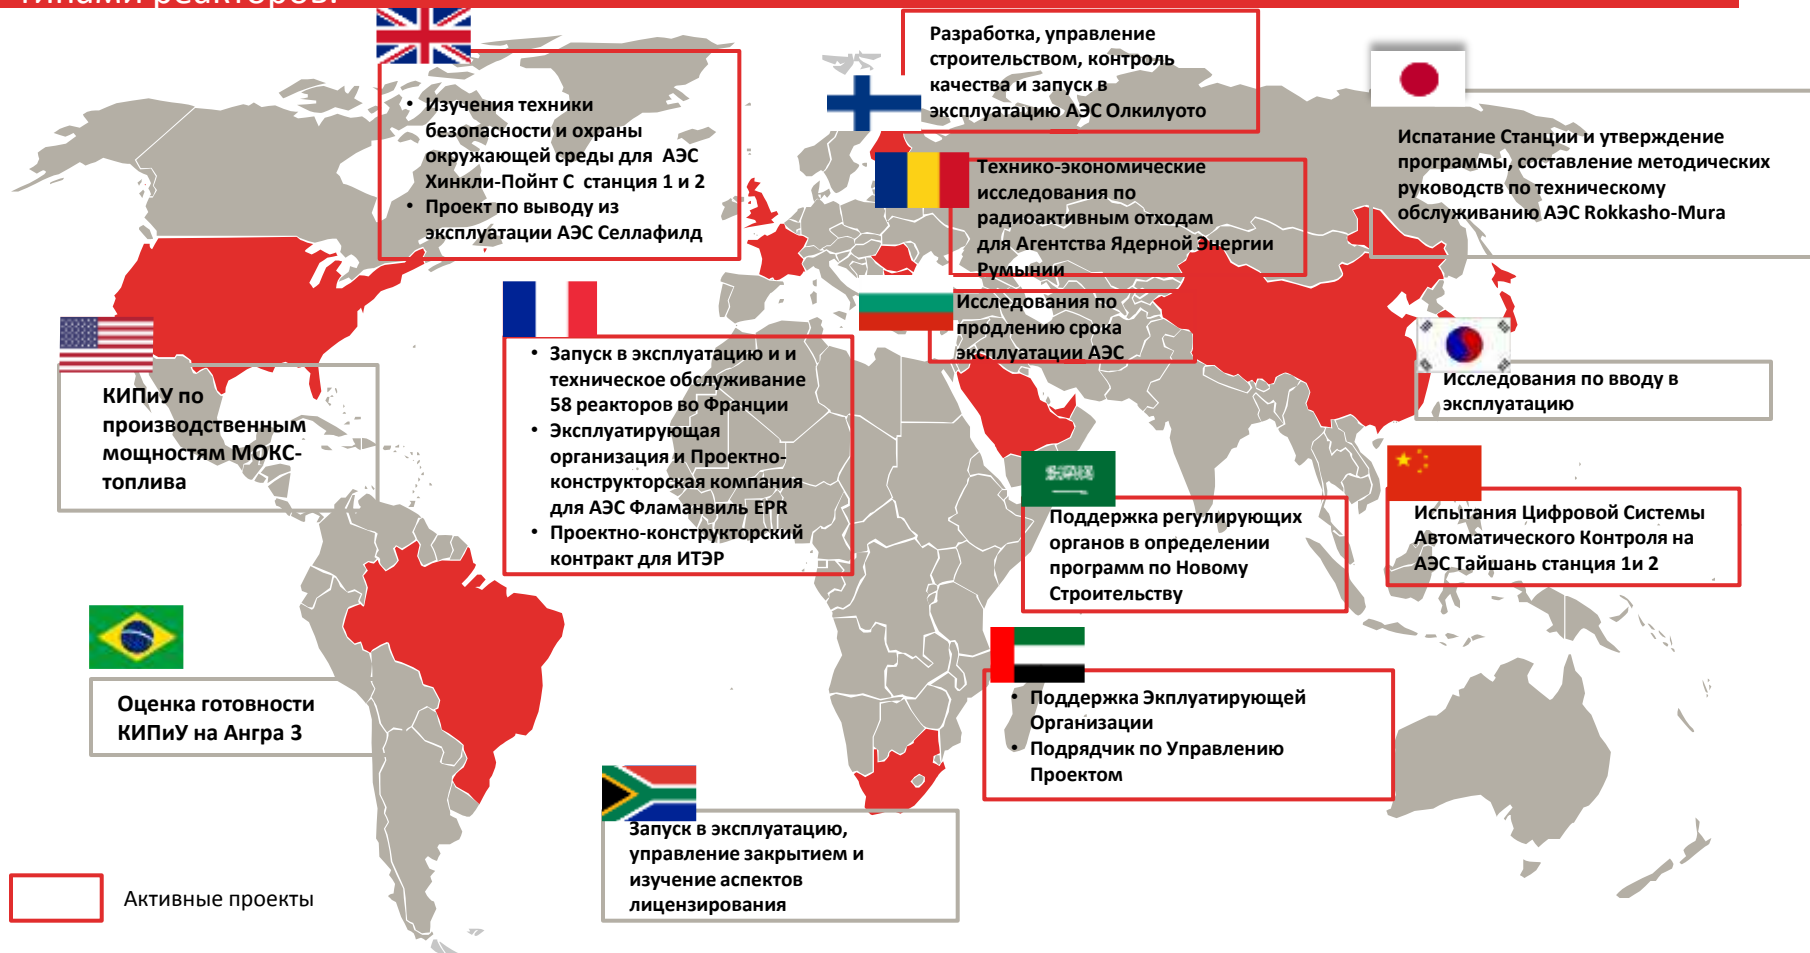 типами реакторов.
Разработка, управление
строительством, контроль
качества и запуск в
эксплуатацию АЭС Олкилуото
• Изучения техники
безопасности и охраны
окружающей среды для АЭС
Хинкли-Пойнт С станция 1 и 2
• Проект по выводу из
эксплуатации АЭС Селлафилд
Испатание Станции и утверждение
программы, составление методических
руководств по техническому
обслуживанию АЭС Rokkasho-Mura
Технико-экономические
исследования по
радиоактивным отходам
для Агентства Ядерной Энергии
Румынии
Исследования по
продлению срока
эксплуатации АЭС
• Запуск в эксплуатацию и и
техническое обслуживание
58 реакторов во Франции
• Эксплуатирующая
организация и Проектно-
конструкторская компания
для АЭС Фламанвиль EPR
• Проектно-конструкторский
контракт для ИТЭР
Исследования по вводу в
эксплуатацию
КИПиУ по
производственным
мощностям МОКС-
топлива
Поддержка регулирующих
органов в определении
программ по Новому
Строительству
Испытания Цифровой Системы
Автоматического Контроля на
АЭС Тайшань станция 1и 2
Оценка готовности
КИПиУ на Ангра 3
• Поддержка Экплуатирующей
Организации
• Подрядчик по Управлению
Проектом
Запуск в эксплуатацию,
управление закрытием и
изучение аспектов
лицензирования
Активные проекты